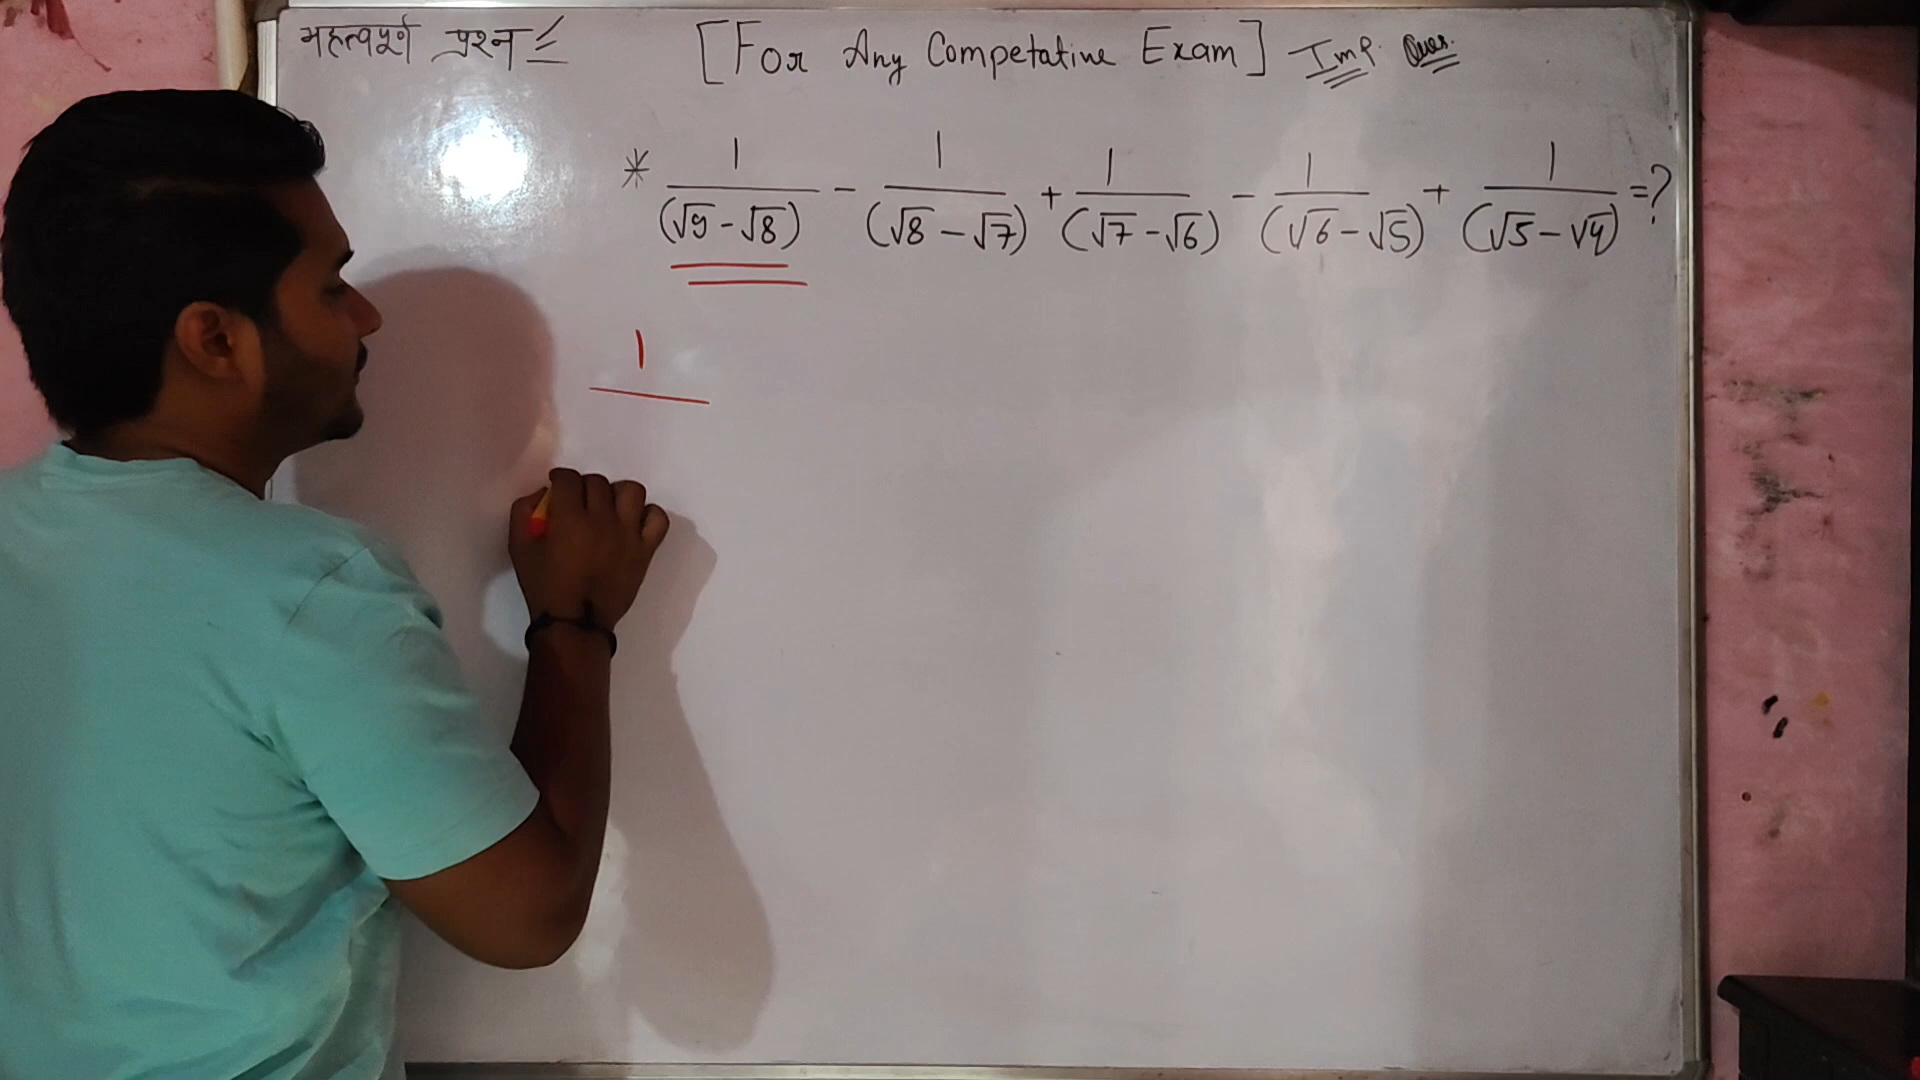 महत्वपूर्ण प्रश्न [For Any Competative Exam] Imp. Ques.
* 1/(√9-√8) - 1/(√8-√7) + 1/(√7-√6) - 1/(√6-√5) + 1/(√5-√4) =?
1